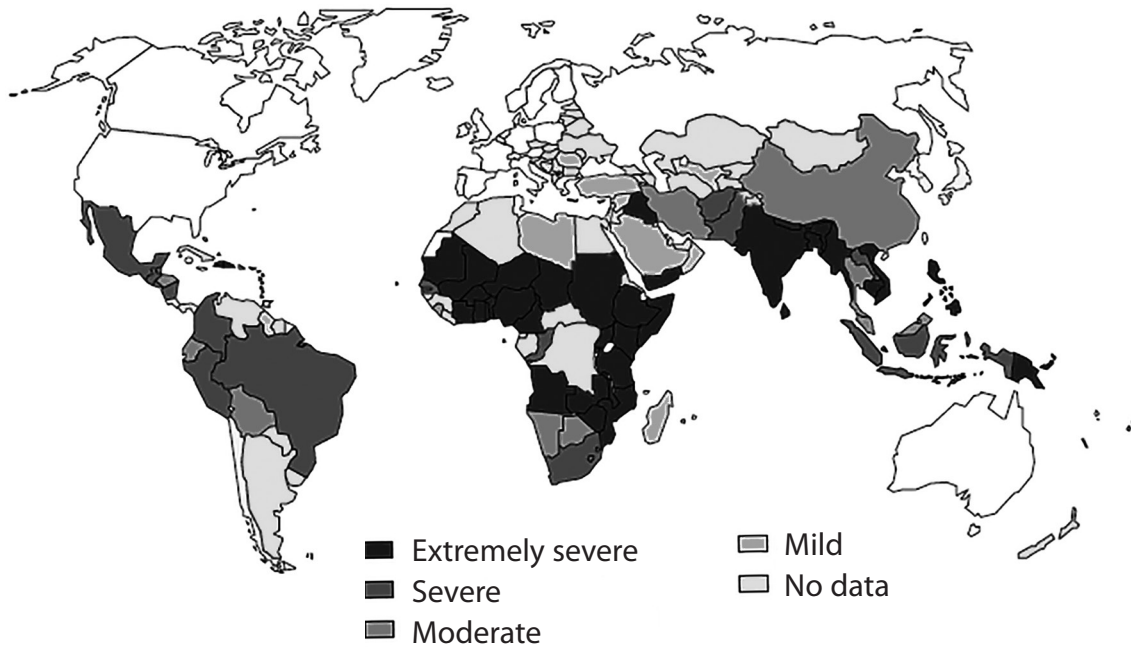 Extremely severe
Severe
Moderate
Mild
No data